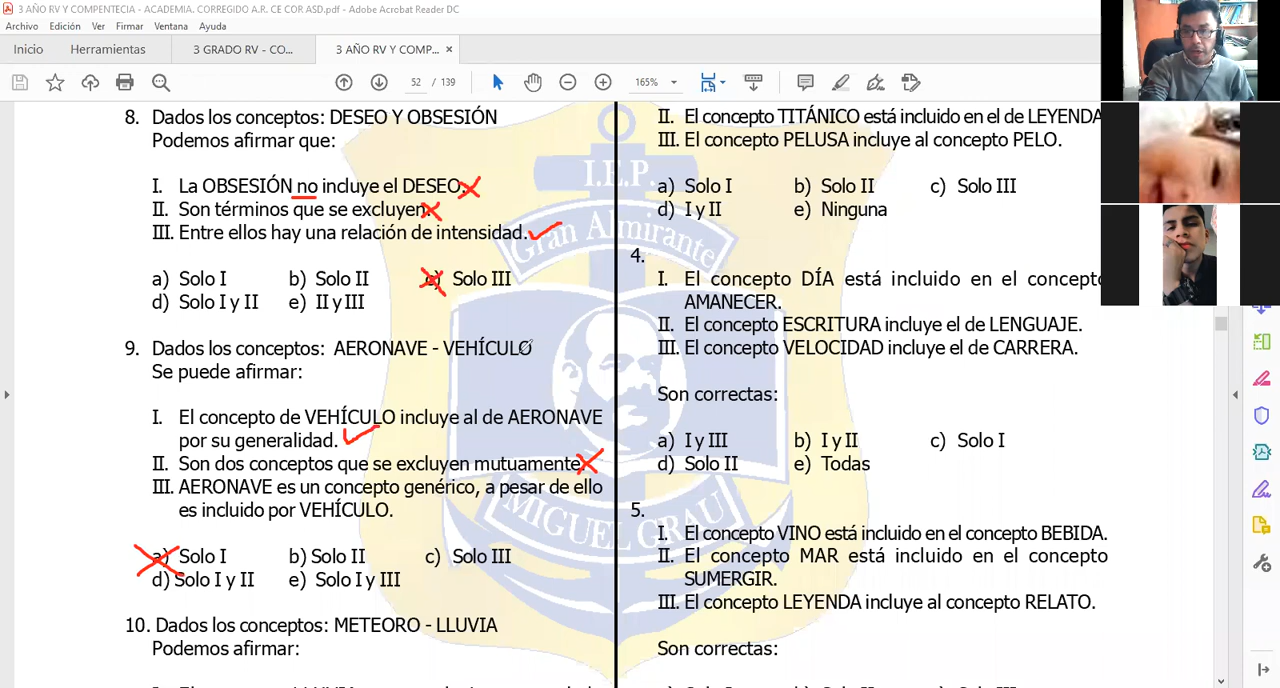 3 AÑO RV Y COMPENTECIA - ACADEMIA. CORREGIDO A.R. CE COR ASD.pdf - Adobe Acrobat Reader DC
Archivo Edición Ver Firmar Ventana Ayuda
Inicio Herramientas 3 GRADO RV - CO... 3 AÑO RV Y COMP... ×
52 / 139 165%
8. Dados los conceptos: DESEO Y OBSESIÓN
Podemos afirmar que:
I. La OBSESIÓN no incluye el DESEO.
II. Son términos que se excluyen.
III. Entre ellos hay una relación de intensidad.
a) Solo I b) Solo II c) Solo III
d) Solo I y II e) II y III
9. Dados los conceptos: AERONAVE - VEHÍCULO
Se puede afirmar:
I. El concepto de VEHÍCULO incluye al de AERONAVE
por su generalidad.
II. Son dos conceptos que se excluyen mutuamente.
III. AERONAVE es un concepto genérico, a pesar de ello
es incluido por VEHÍCULO.
a) Solo I b) Solo II c) Solo III
d) Solo I y II e) Solo I y III
10. Dados los conceptos: METEORO - LLUVIA
Podemos afirmar:
II. El concepto TITÁNICO está incluido en el de LEYENDA
III. El concepto PELUSA incluye al concepto PELO.
a) Solo I b) Solo II c) Solo III
d) I y II e) Ninguna
4.
I. El concepto DÍA está incluido en el concepto
AMANECER.
II. El concepto ESCRITURA incluye el de LENGUAJE.
III. El concepto VELOCIDAD incluye el de CARRERA.
Son correctas:
a) I y III b) I y II c) Solo I
d) Solo II e) Todas
5.
I. El concepto VINO está incluido en el concepto BEBIDA.
II. El concepto MAR está incluido en el concepto
SUMERGIR.
III. El concepto LEYENDA incluye al concepto RELATO.
Son correctas:
I.E.P.
Gran Almirante
MIGUEL GRAU